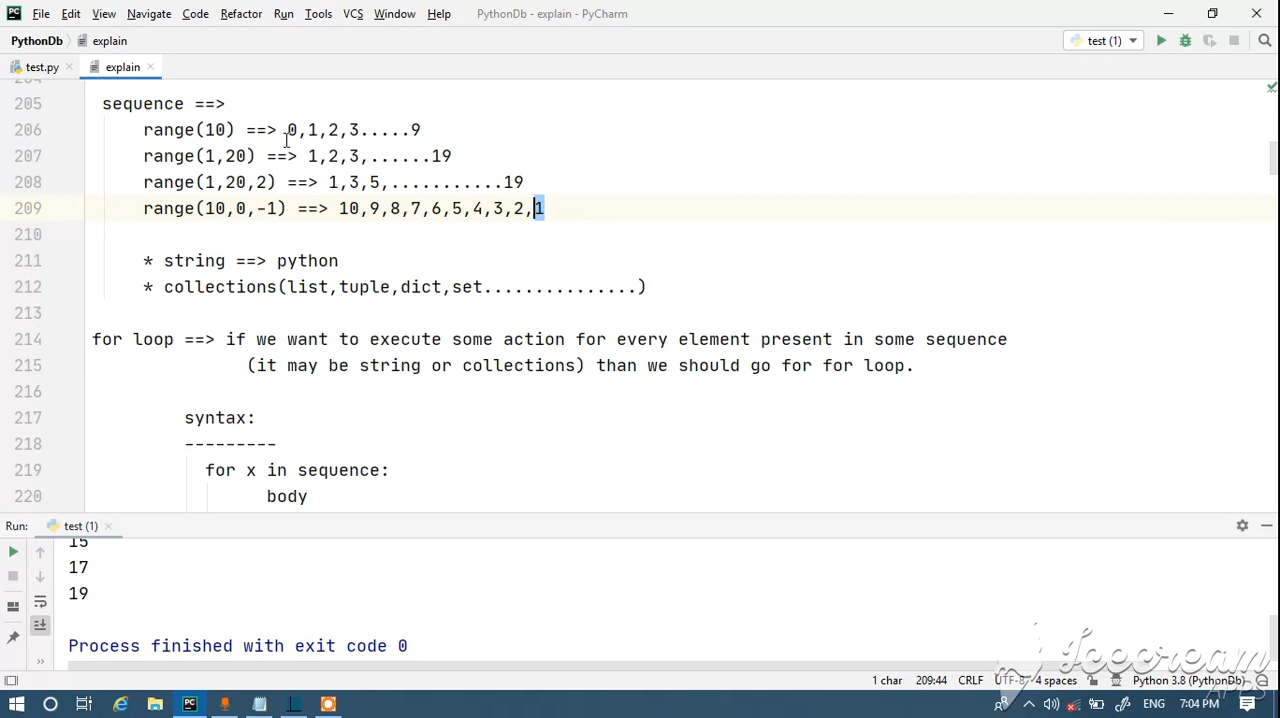 File Edit View Navigate Code Refactor Run Tools VCS Window Help PythonDb - explain - PyCharm
PythonDb explain test (1)
test.py explain
204
205 sequence ==>
206 range(10) ==> 0,1,2,3.....9
207 range(1,20) ==> 1,2,3,......19
208 range(1,20,2) ==> 1,3,5,...........19
209 range(10,0,-1) ==> 10,9,8,7,6,5,4,3,2,1
210
211 * string ==> python
212 * collections(list,tuple,dict,set...............)
213
214 for loop ==> if we want to execute some action for every element present in some sequence
215 (it may be string or collections) than we should go for for loop.
216
217 syntax:
218 ---------
219 for x in sequence:
220 body
Run: test (1)
15
17
19
Process finished with exit code 0
Icecream
APPS
1 char 209:44 CRLF UTF-8 4 spaces Python 3.8 (PythonDb)
ENG 7:04 PM